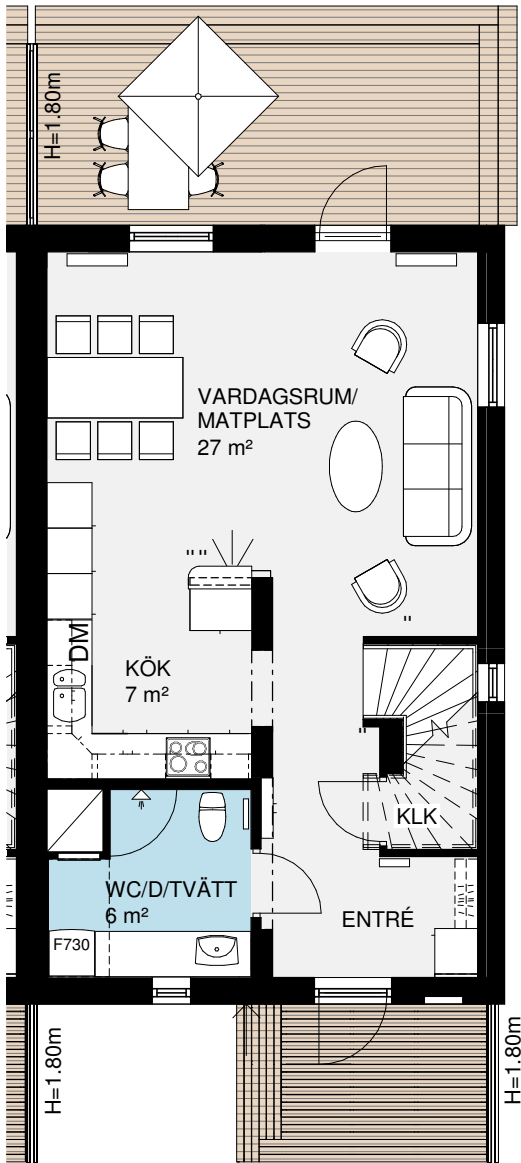 H=1.80m
VARDAGSRUM/
MATPLATS
27 m²
DM
KÖK
7 m²
KLK
WC/D/TVÄTT
6 m²
ENTRÉ
F730
H=1.80m
H=1.80m